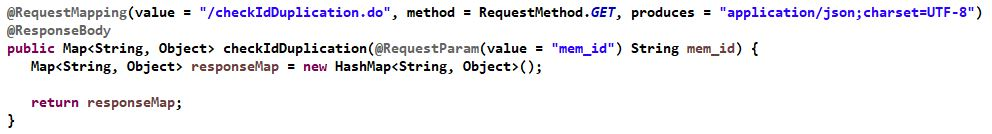 @RequestMapping(value = "/checkIdDuplication.do", method = RequestMethod.GET, produces = "application/json;charset=UTF-8")
@ResponseBody
public Map<String, Object> checkIdDuplication(@RequestParam(value = "mem_id") String mem_id) {
Map<String, Object> responseMap = new HashMap<String, Object>();
return responseMap;
}